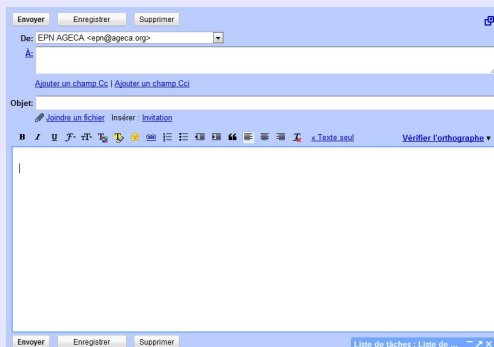 Envoyer Enregistrer Supprimer
De: EPN AGECA <epn@ageca.org>
À:
Ajouter un champ Cc | Ajouter un champ Cci
Objet:
Joindre un fichier Insérer : Invitation
B I U « Texte seul Vérifier l'orthographe ▼
Envoyer Enregistrer Supprimer
Liste de tâches : Liste de ...